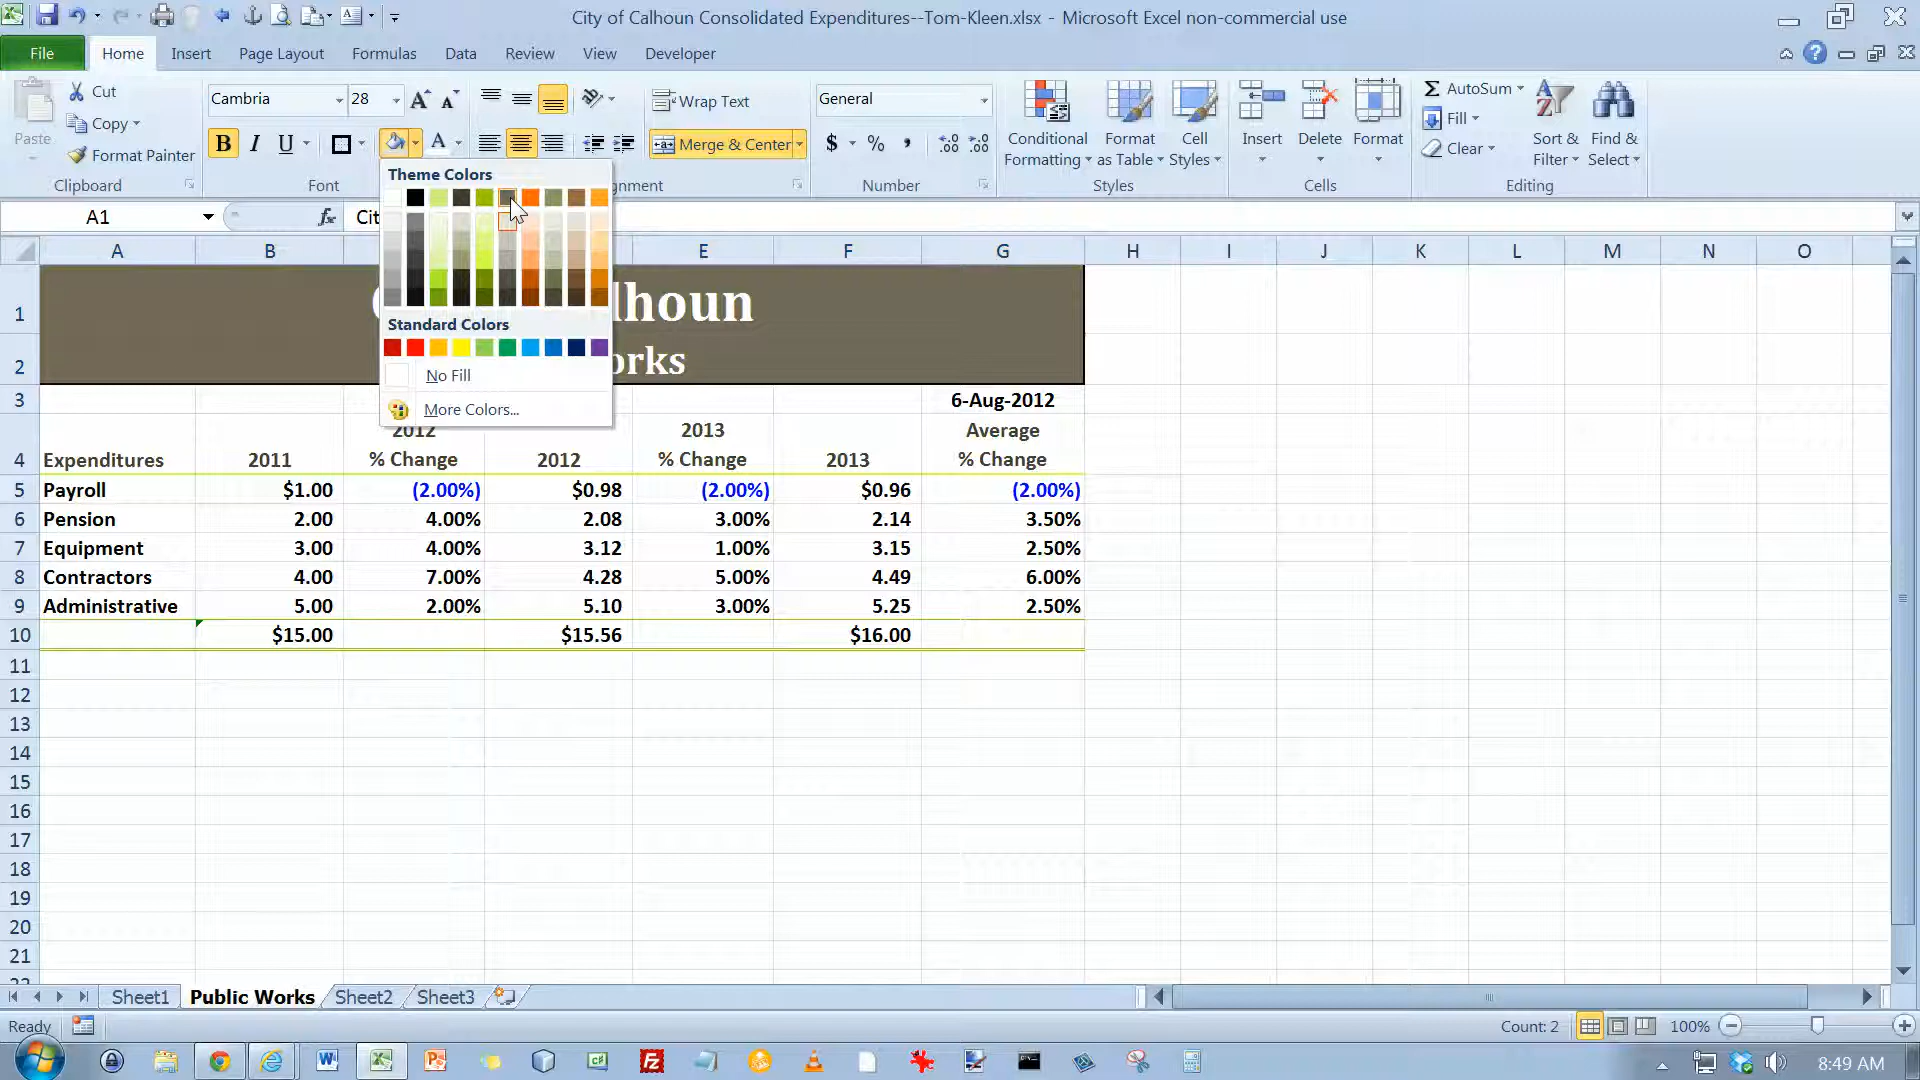 City of Calhoun Consolidated Expenditures--Tom-Kleen.xlsx - Microsoft Excel non-commercial use
File Home Insert Page Layout Formulas Data Review View Developer
Paste
Cut
Copy
Format Painter
Clipboard
Cambria 28
B I U A
Font
Wrap Text
Merge & Center
nment
General
$ % ,
Number
Conditional Formatting
Format as Table
Cell Styles
Styles
Insert Delete Format
Cells
AutoSum
Fill
Clear
Sort & Filter
Find & Select
Editing
Theme Colors
Standard Colors
No Fill
More Colors...
A1 fx Cit
A B E F G H I J K L M N O
1 lhoun
2 orks
3 6-Aug-2012
2012 2013 Average
4 Expenditures 2011 % Change 2012 % Change 2013 % Change
5 Payroll $1.00 (2.00%) $0.98 (2.00%) $0.96 (2.00%)
6 Pension 2.00 4.00% 2.08 3.00% 2.14 3.50%
7 Equipment 3.00 4.00% 3.12 1.00% 3.15 2.50%
8 Contractors 4.00 7.00% 4.28 5.00% 4.49 6.00%
9 Administrative 5.00 2.00% 5.10 3.00% 5.25 2.50%
10 $15.00 $15.56 $16.00
11
12
13
14
15
16
17
18
19
20
21
Sheet1 Public Works Sheet2 Sheet3
Ready Count: 2 100%
8:49 AM